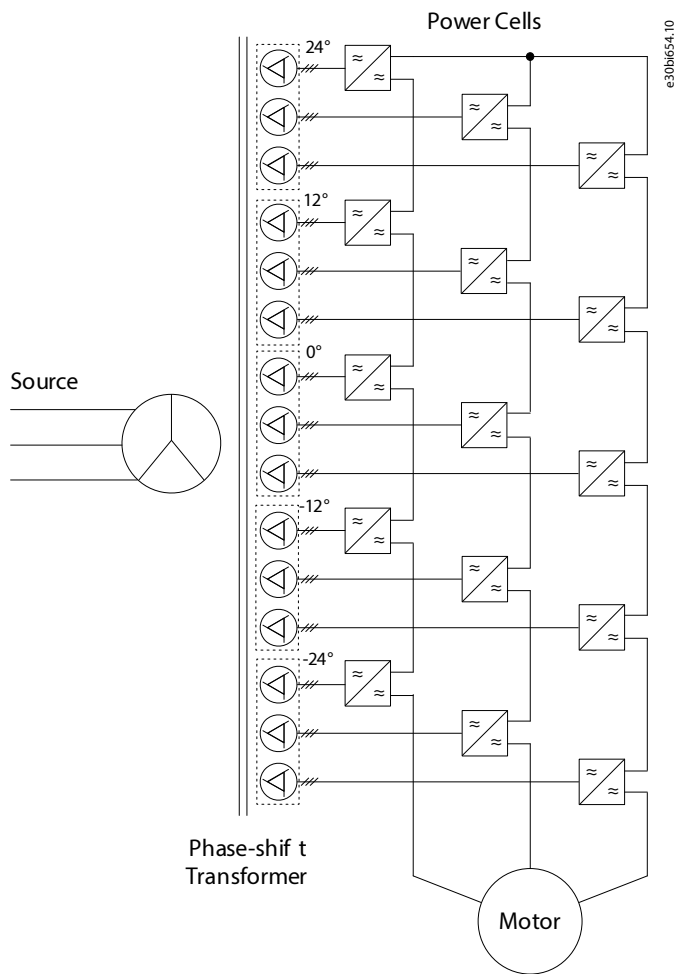 Power Cells
e30bi654.10
24°
12°
0°
Source
-12°
-24°
Phase-shif t
Transformer
Motor